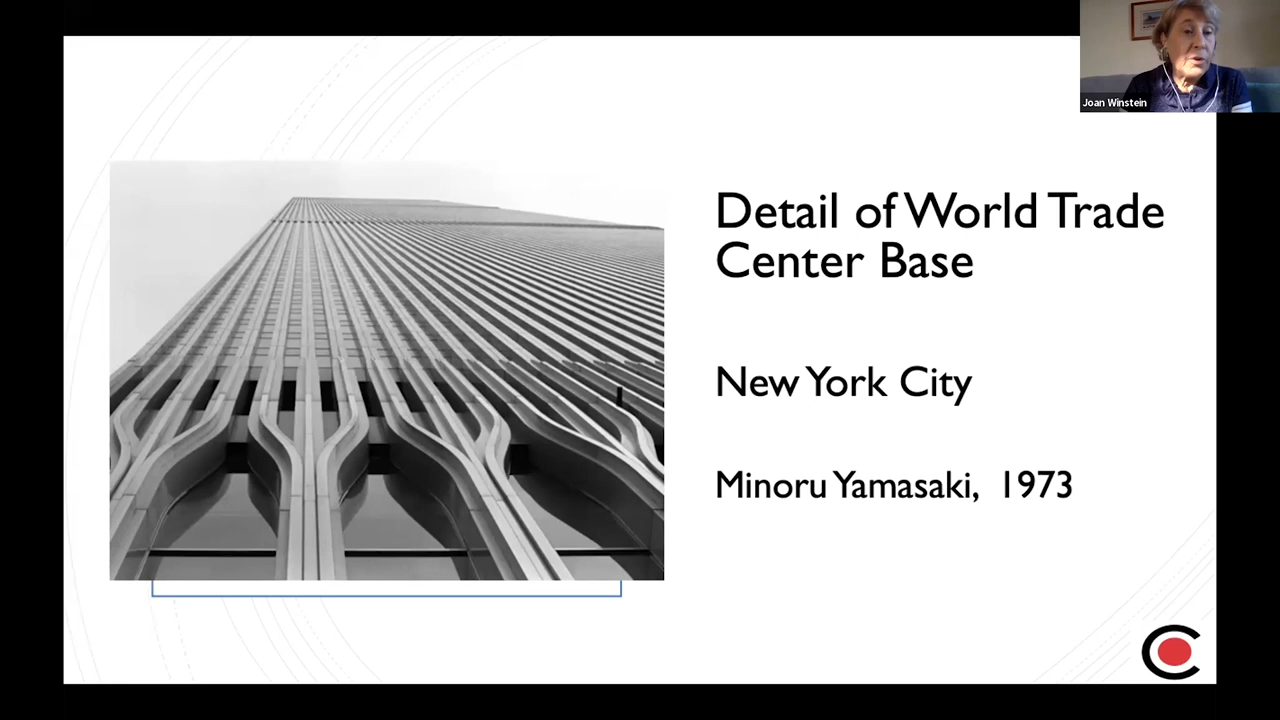 Joan Winstein
Detail of World Trade
Center Base
New York City
Minoru Yamasaki, 1973